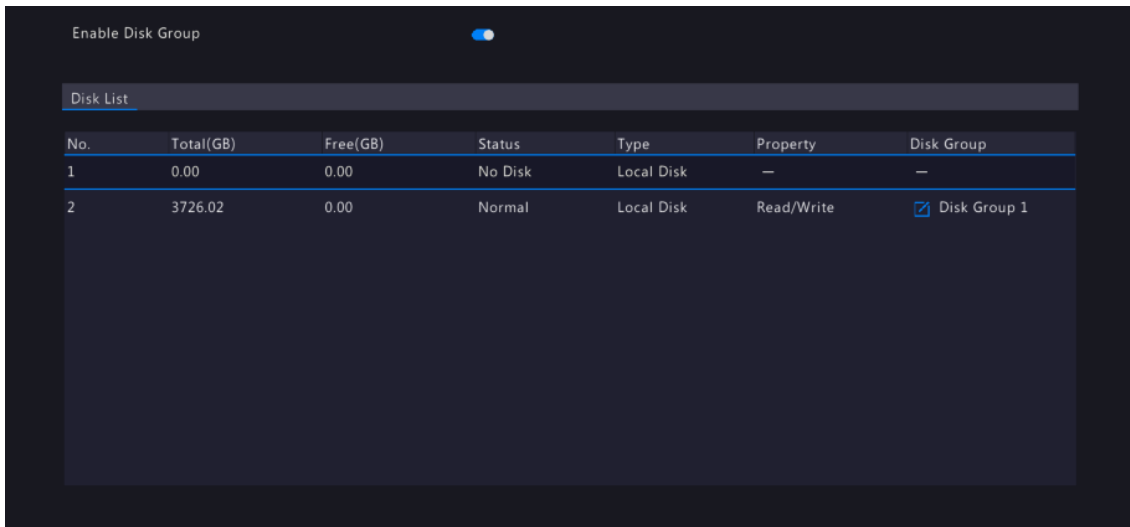 Enable Disk Group
Disk List
No. Total(GB) Free(GB) Status Type Property Disk Group
1 0.00 0.00 No Disk Local Disk — —
2 3726.02 0.00 Normal Local Disk Read/Write Disk Group 1